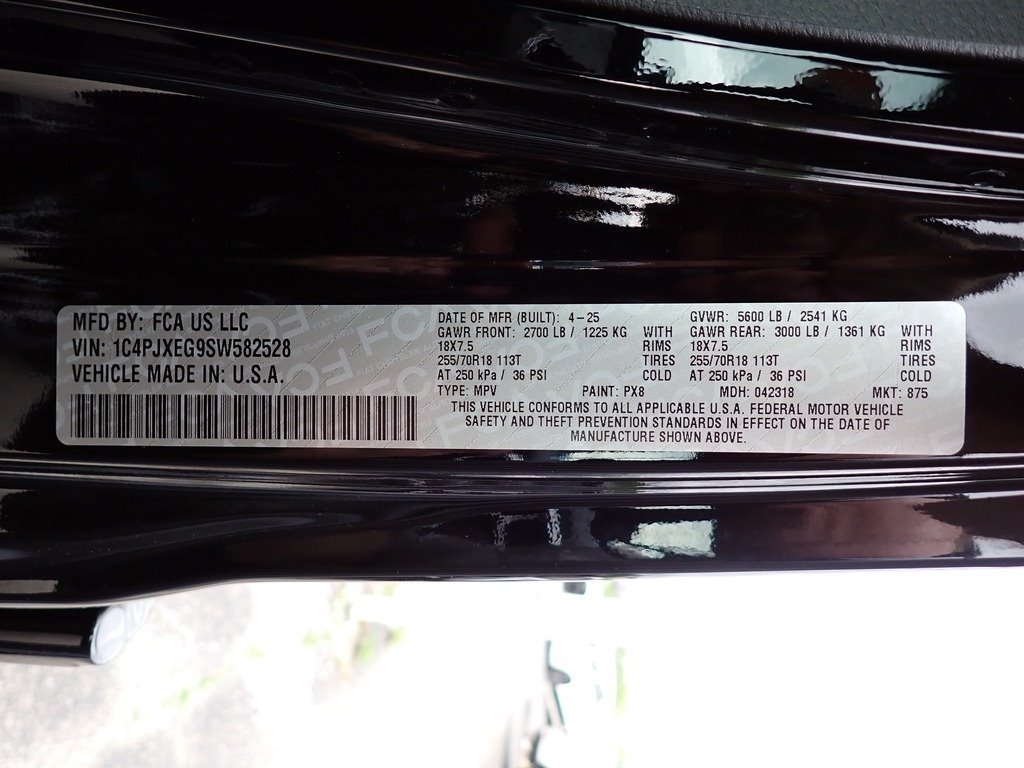 MFD BY: FCA US LLC
VIN: 1C4PJXEG9SW582528
VEHICLE MADE IN: U.S.A.
DATE OF MFR (BUILT): 4-25 GVWR: 5600 LB / 2541 KG
GAWR FRONT: 2700 LB / 1225 KG WITH GAWR REAR: 3000 LB / 1361 KG WITH
18X7.5 RIMS 18X7.5 RIMS
255/70R18 113T TIRES 255/70R18 113T TIRES
AT 250 kPa / 36 PSI COLD AT 250 kPa / 36 PSI COLD
TYPE: MPV PAINT: PX8 MDH: 042318 MKT: 875
THIS VEHICLE CONFORMS TO ALL APPLICABLE U.S.A. FEDERAL MOTOR VEHICLE
SAFETY AND THEFT PREVENTION STANDARDS IN EFFECT ON THE DATE OF
MANUFACTURE SHOWN ABOVE.